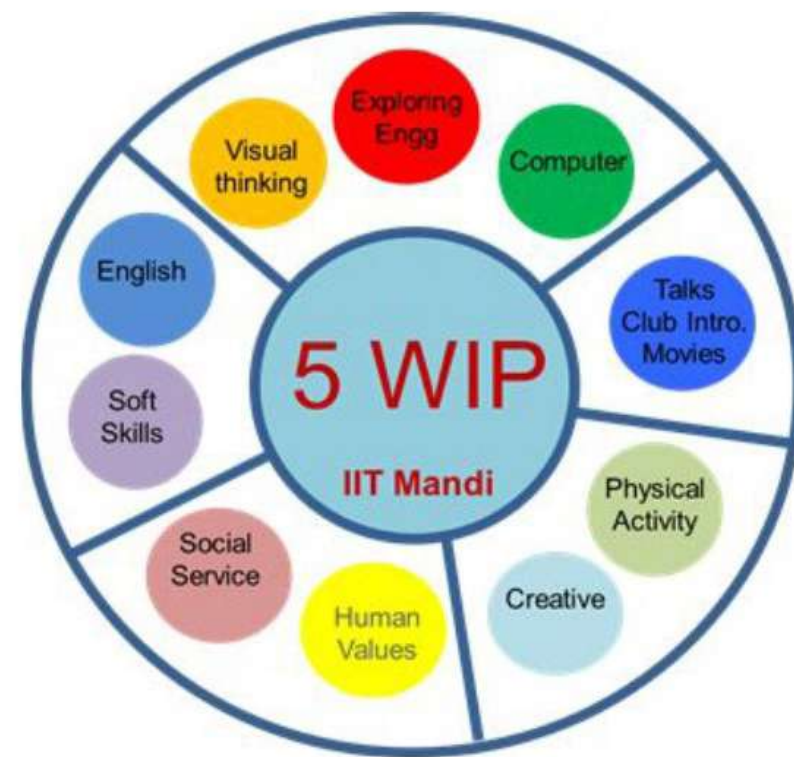 Exploring
Engg
Visual
thinking
Computer
English
Talks
Club Intro.
Movies
5 WIP
IIT Mandi
Soft
Skills
Physical
Activity
Social
Service
Creative
Human
Values